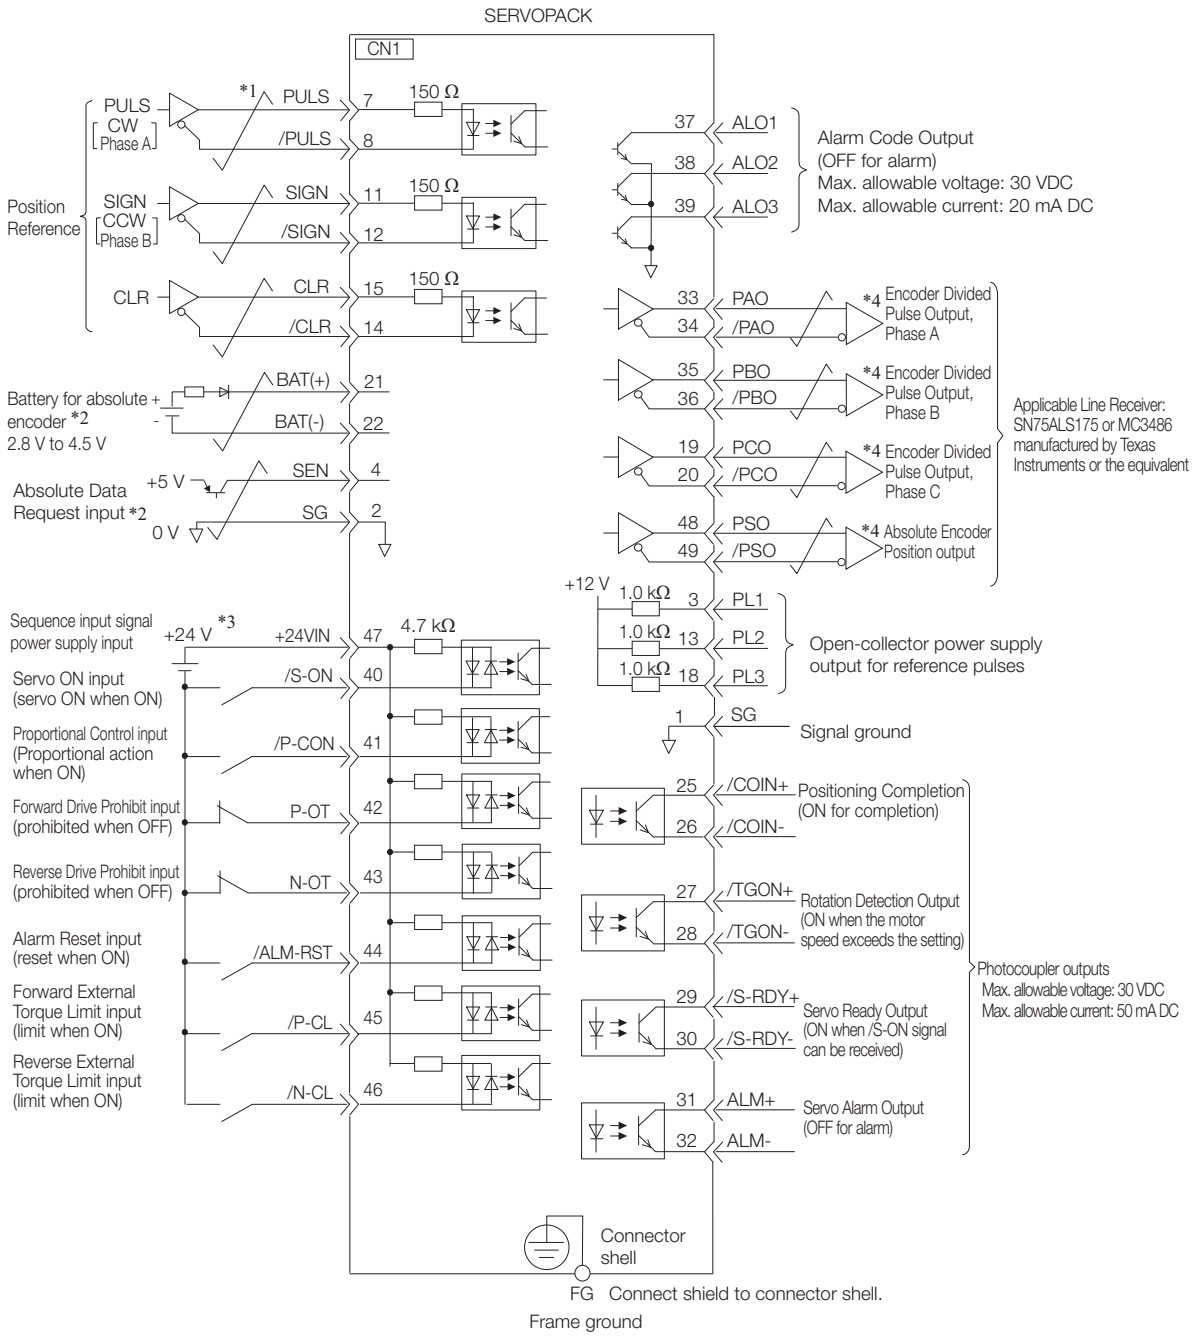 SERVOPACK
CN1
Position
Reference
PULS
CW
Phase A
*1
PULS
7
150 Ω
/PULS
8
SIGN
CCW
Phase B
SIGN
11
150 Ω
/SIGN
12
CLR
CLR
15
150 Ω
/CLR
14
Battery for absolute
encoder *2
2.8 V to 4.5 V
+
-
BAT(+)
21
BAT(-)
22
Absolute Data
Request input *2
+5 V
SEN
4
0 V
SG
2
Sequence input signal
power supply input
+24 V *3
+24VIN
47
4.7 kΩ
Servo ON input
(servo ON when ON)
/S-ON
40
Proportional Control input
(Proportional action
when ON)
/P-CON
41
Forward Drive Prohibit input
(prohibited when OFF)
P-OT
42
Reverse Drive Prohibit input
(prohibited when OFF)
N-OT
43
Alarm Reset input
(reset when ON)
/ALM-RST
44
Forward External
Torque Limit input
(limit when ON)
/P-CL
45
Reverse External
Torque Limit input
(limit when ON)
/N-CL
46
37
ALO1
38
ALO2
39
ALO3
Alarm Code Output
(OFF for alarm)
Max. allowable voltage: 30 VDC
Max. allowable current: 20 mA DC
33
PAO
34
/PAO
*4 Encoder Divided
Pulse Output,
Phase A
35
PBO
36
/PBO
*4 Encoder Divided
Pulse Output,
Phase B
19
PCO
20
/PCO
*4 Encoder Divided
Pulse Output,
Phase C
48
PSO
49
/PSO
*4 Absolute Encoder
Position output
Applicable Line Receiver:
SN75ALS175 or MC3486
manufactured by Texas
Instruments or the equivalent
+12 V
1.0 kΩ
3
PL1
1.0 kΩ
13
PL2
1.0 kΩ
18
PL3
Open-collector power supply
output for reference pulses
1
SG
Signal ground
25
/COIN+
26
/COIN-
Positioning Completion
(ON for completion)
27
/TGON+
28
/TGON-
Rotation Detection Output
(ON when the motor
speed exceeds the setting)
29
/S-RDY+
30
/S-RDY-
Servo Ready Output
(ON when /S-ON signal
can be received)
31
ALM+
32
ALM-
Servo Alarm Output
(OFF for alarm)
Photocoupler outputs
Max. allowable voltage: 30 VDC
Max. allowable current: 50 mA DC
Connector
shell
FG Connect shield to connector shell.
Frame ground